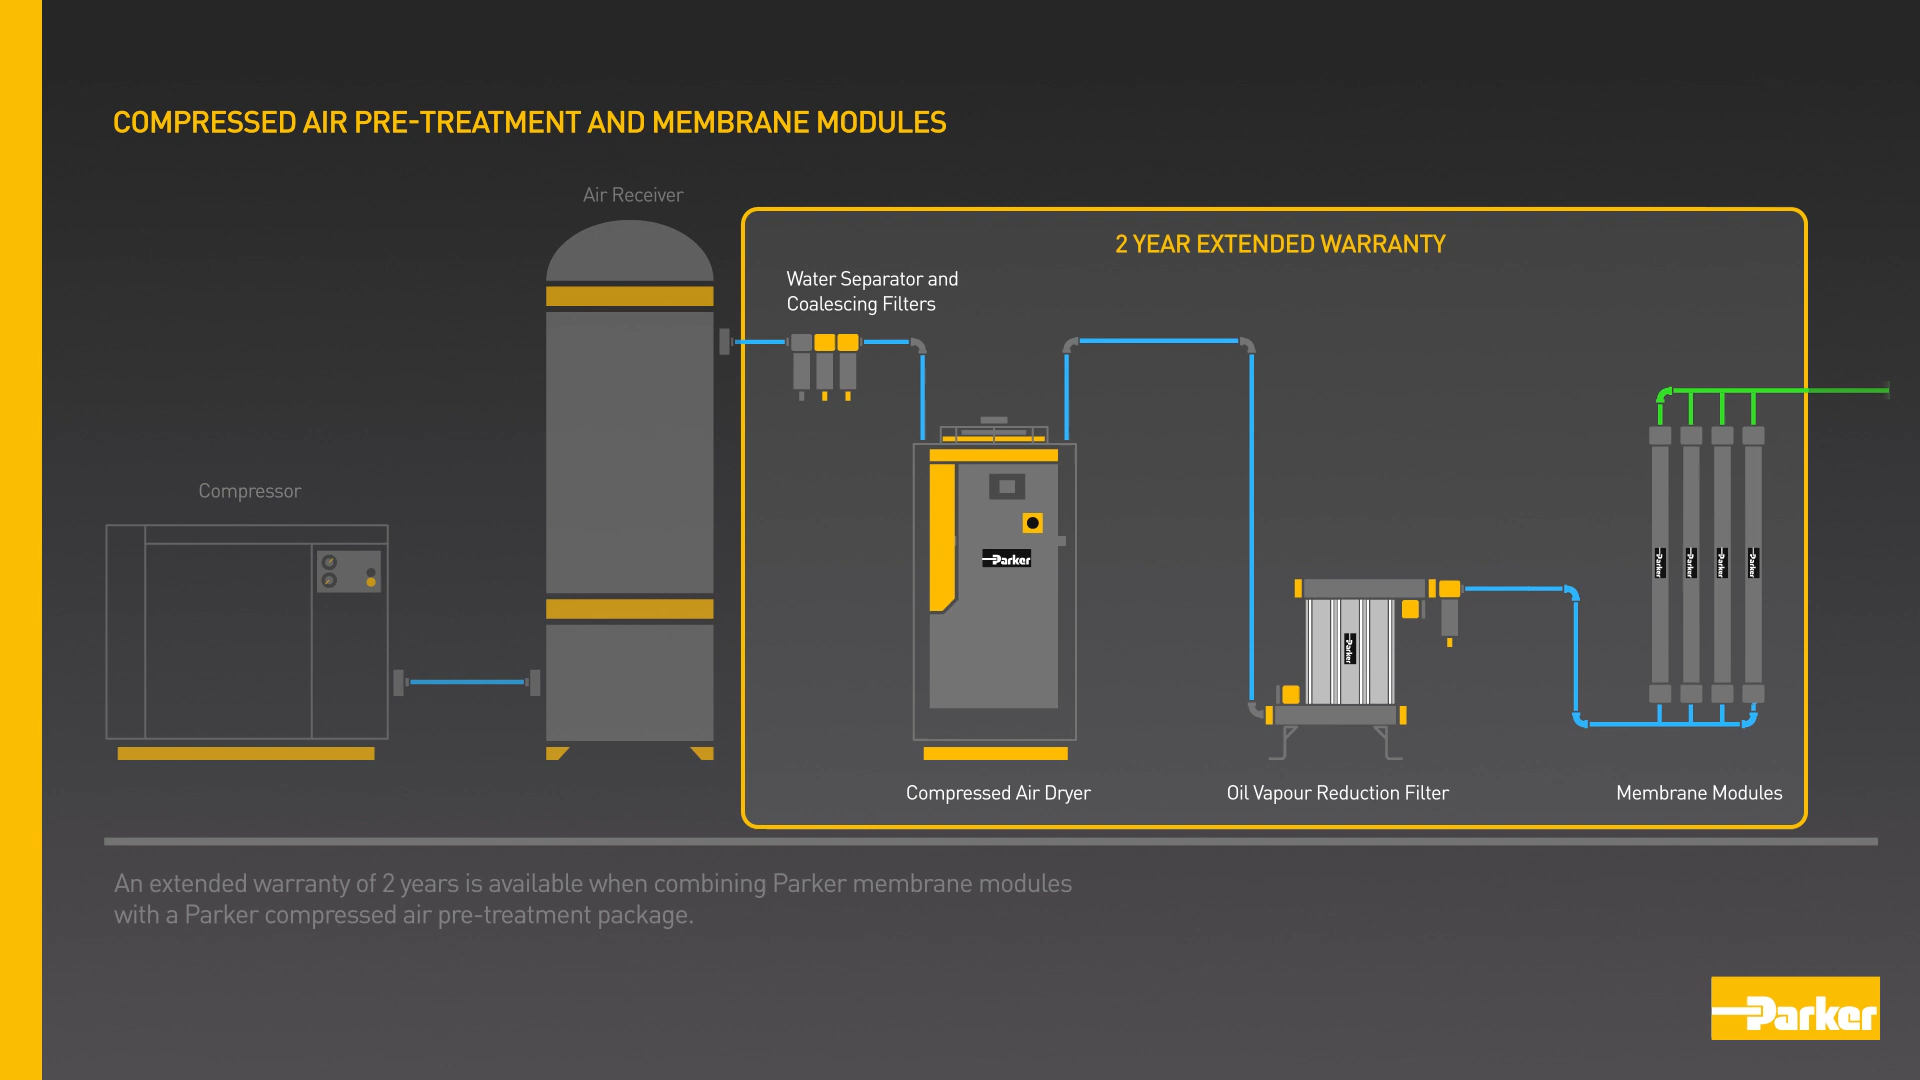 COMPRESSED AIR PRE-TREATMENT AND MEMBRANE MODULES
Air Receiver
2 YEAR EXTENDED WARRANTY
Water Separator and
Coalescing Filters
Compressor
Parker
Parker
Parker
Parker
Parker
Parker
Compressed Air Dryer
Oil Vapour Reduction Filter
Membrane Modules
An extended warranty of 2 years is available when combining Parker membrane modules
with a Parker compressed air pre-treatment package.
Parker